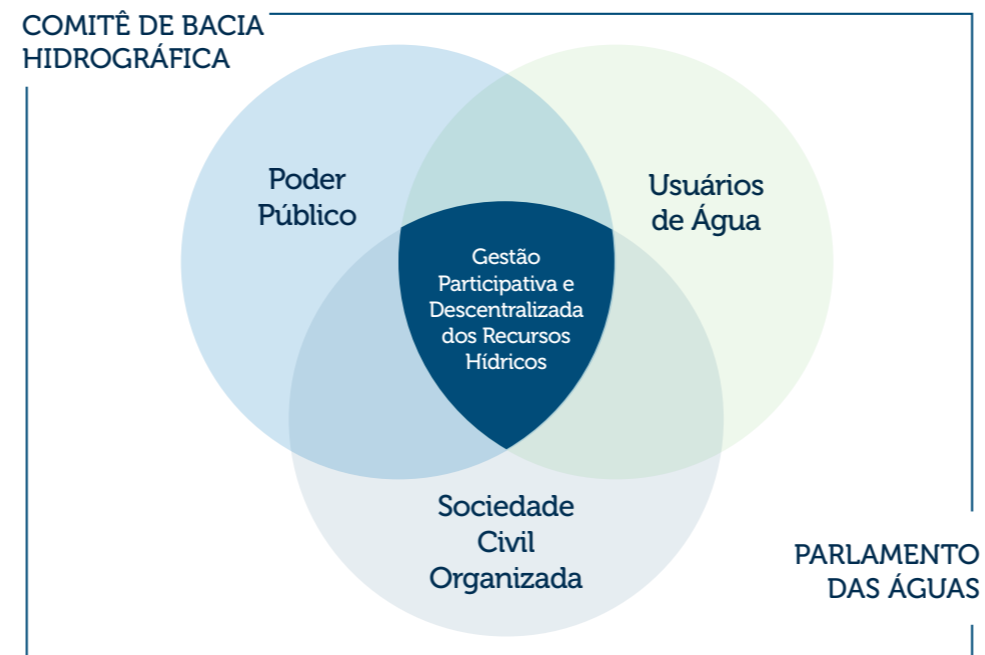 COMITÊ DE BACIA
HIDROGRÁFICA
Poder
Público
Usuários
de Água
Gestão
Participativa e
Descentralizada
dos Recursos
Hídricos
Sociedade
Civil
Organizada
PARLAMENTO
DAS ÁGUAS